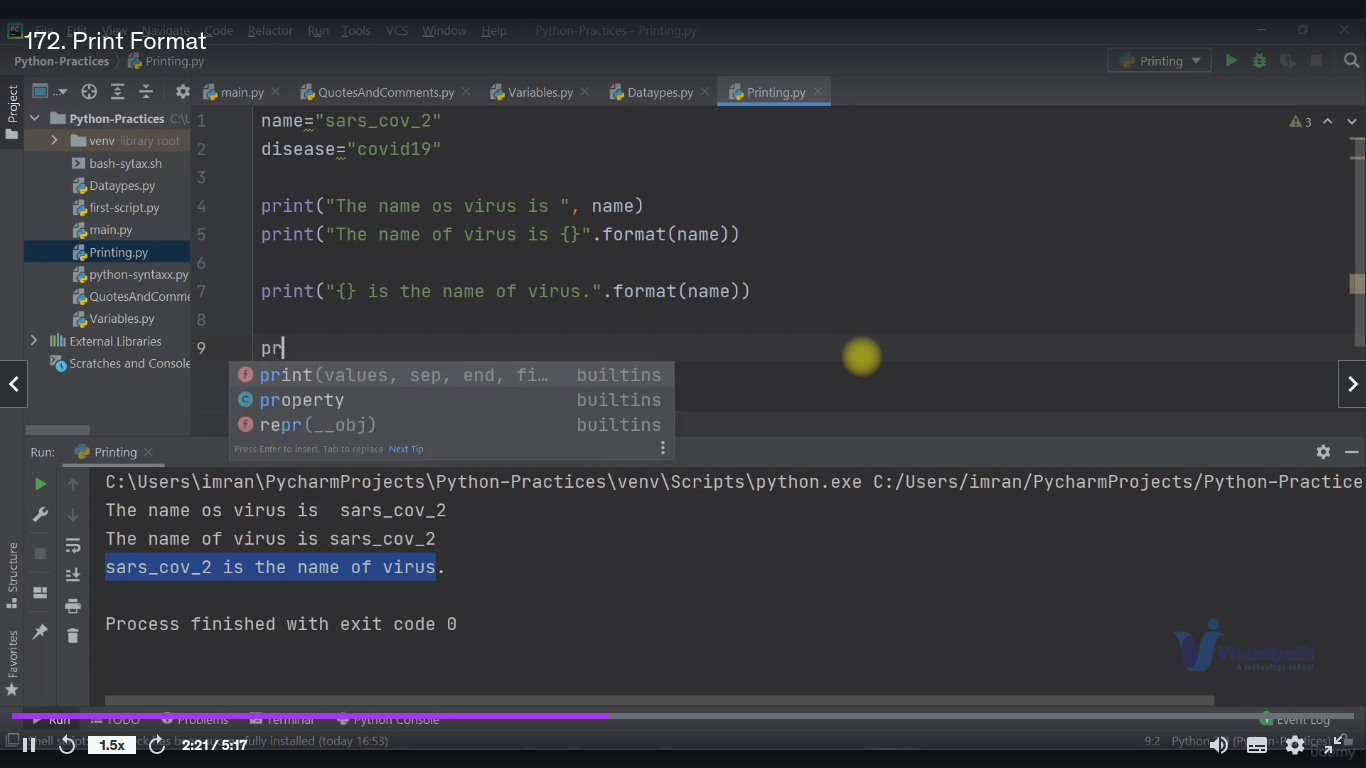 File Edit View Navigate Code Refactor Run Tools VCS Window Help Python-Practices - Printing.py
172. Print Format
Python-Practices Printing.py Printing
Project main.py QuotesAndComments.py Variables.py Dataypes.py Printing.py
Python-Practices C:\U
venv library root
bash-sytax.sh
Dataypes.py
first-script.py
main.py
Printing.py
python-syntaxx.py
QuotesAndComme
Variables.py
External Libraries
Scratches and Console
1 name="sars_cov_2"
2 disease="covid19"
3
4 print("The name os virus is ", name)
5 print("The name of virus is {}".format(name))
6
7 print("{} is the name of virus.".format(name))
8
9 pr
3
print(values, sep, end, fi… builtins
property builtins
repr(__obj) builtins
Press Enter to insert. Tab to replace Next Tip
Run: Printing
C:\Users\imran\PycharmProjects\Python-Practices\venv\Scripts\python.exe C:/Users/imran/PycharmProjects/Python-Practice
The name os virus is  sars_cov_2
The name of virus is sars_cov_2
sars_cov_2 is the name of virus.
Process finished with exit code 0
Structure
Favorites
Visualpath
A technology school
Run TODO Problems Terminal Python Console Event Log
1.5x 2:21 / 5:17
installed (today 16:53) 9:2
udemy